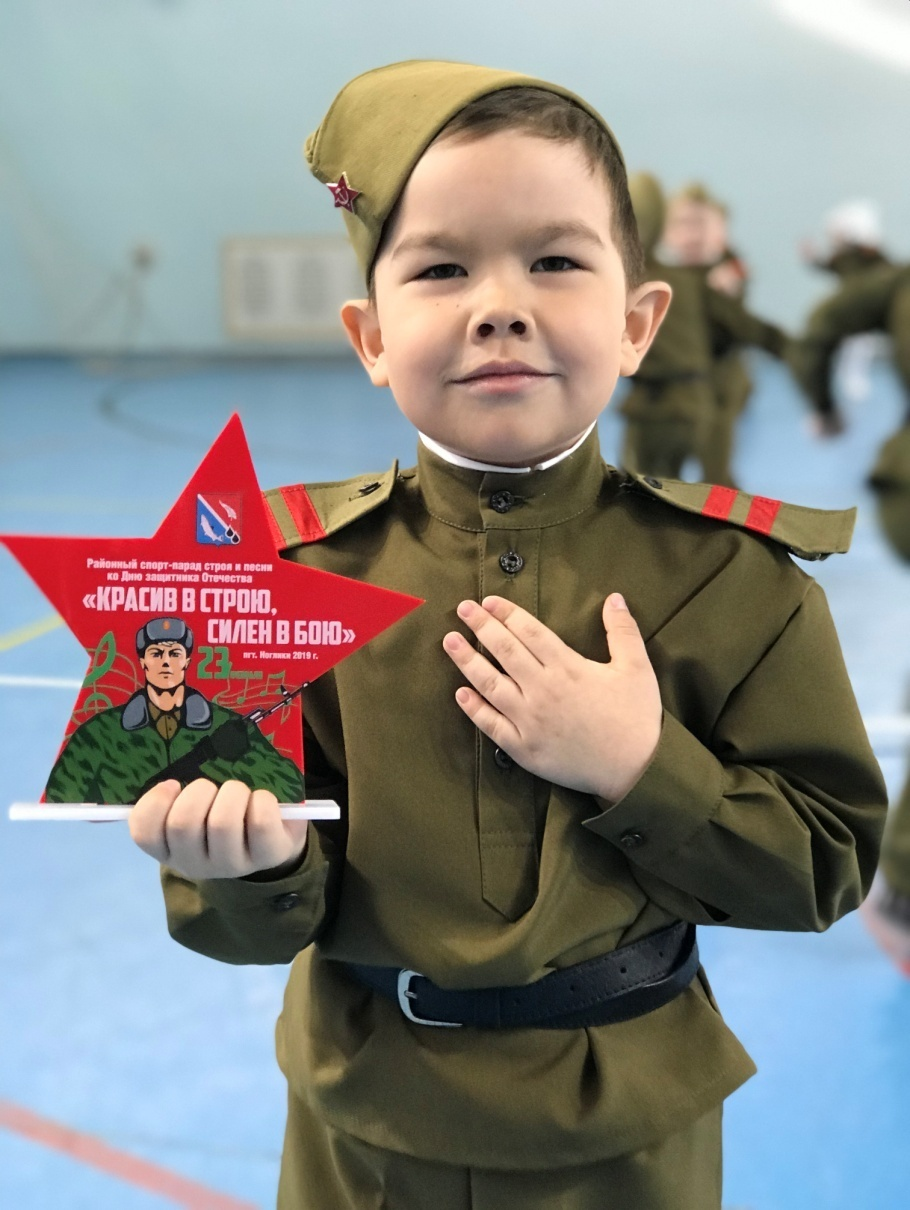 Районный спорт-парад строя и песни
ко Дню защитника Отечества
«КРАСИВ В СТРОЮ,
СИЛЕН В БОЮ»
пгт. Ноглики 2019 г.
23